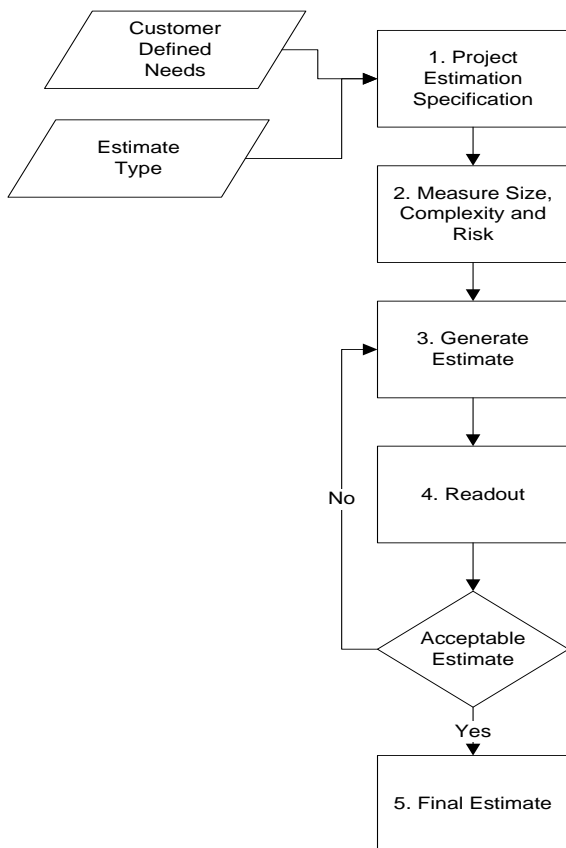 Customer
Defined
Needs
Estimate
Type
1. Project
Estimation
Specification
2. Measure Size,
Complexity and
Risk
3. Generate
Estimate
4. Readout
No
Acceptable
Estimate
Yes
5. Final Estimate